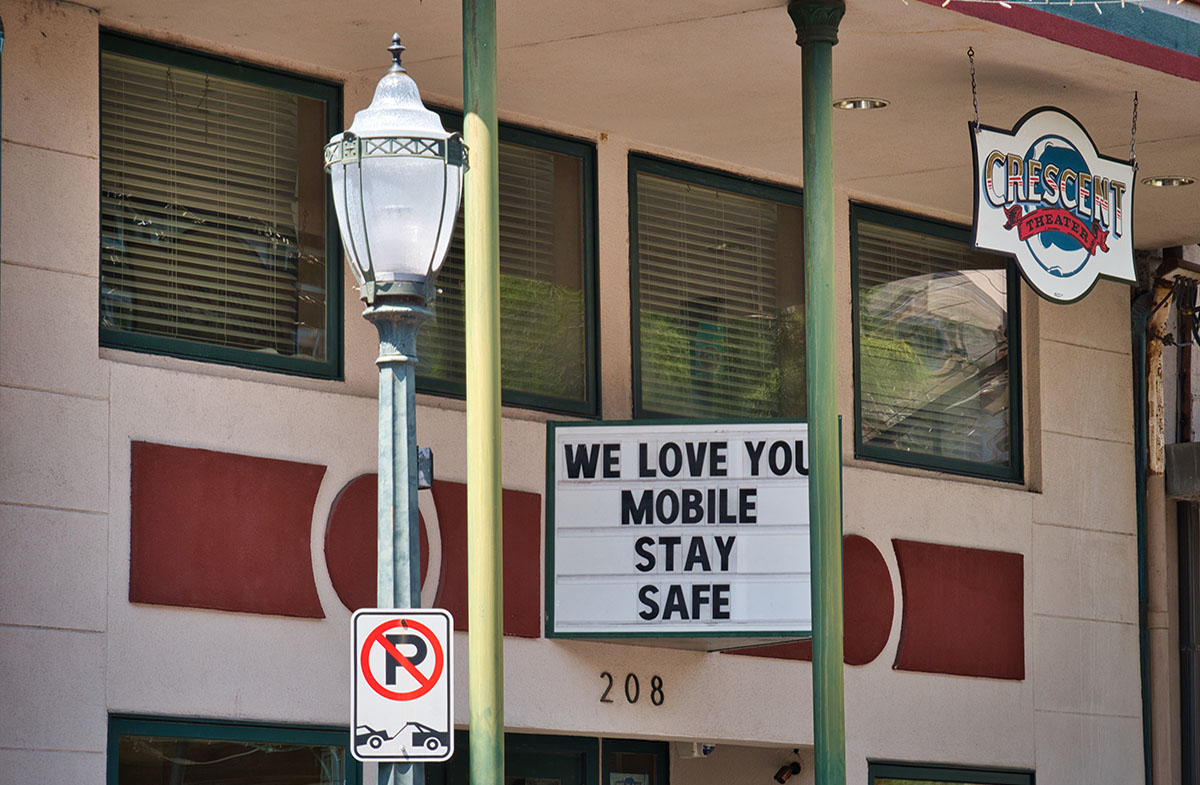 CRESCENT
THEATER
WE LOVE YOU
MOBILE
STAY
SAFE
208
P